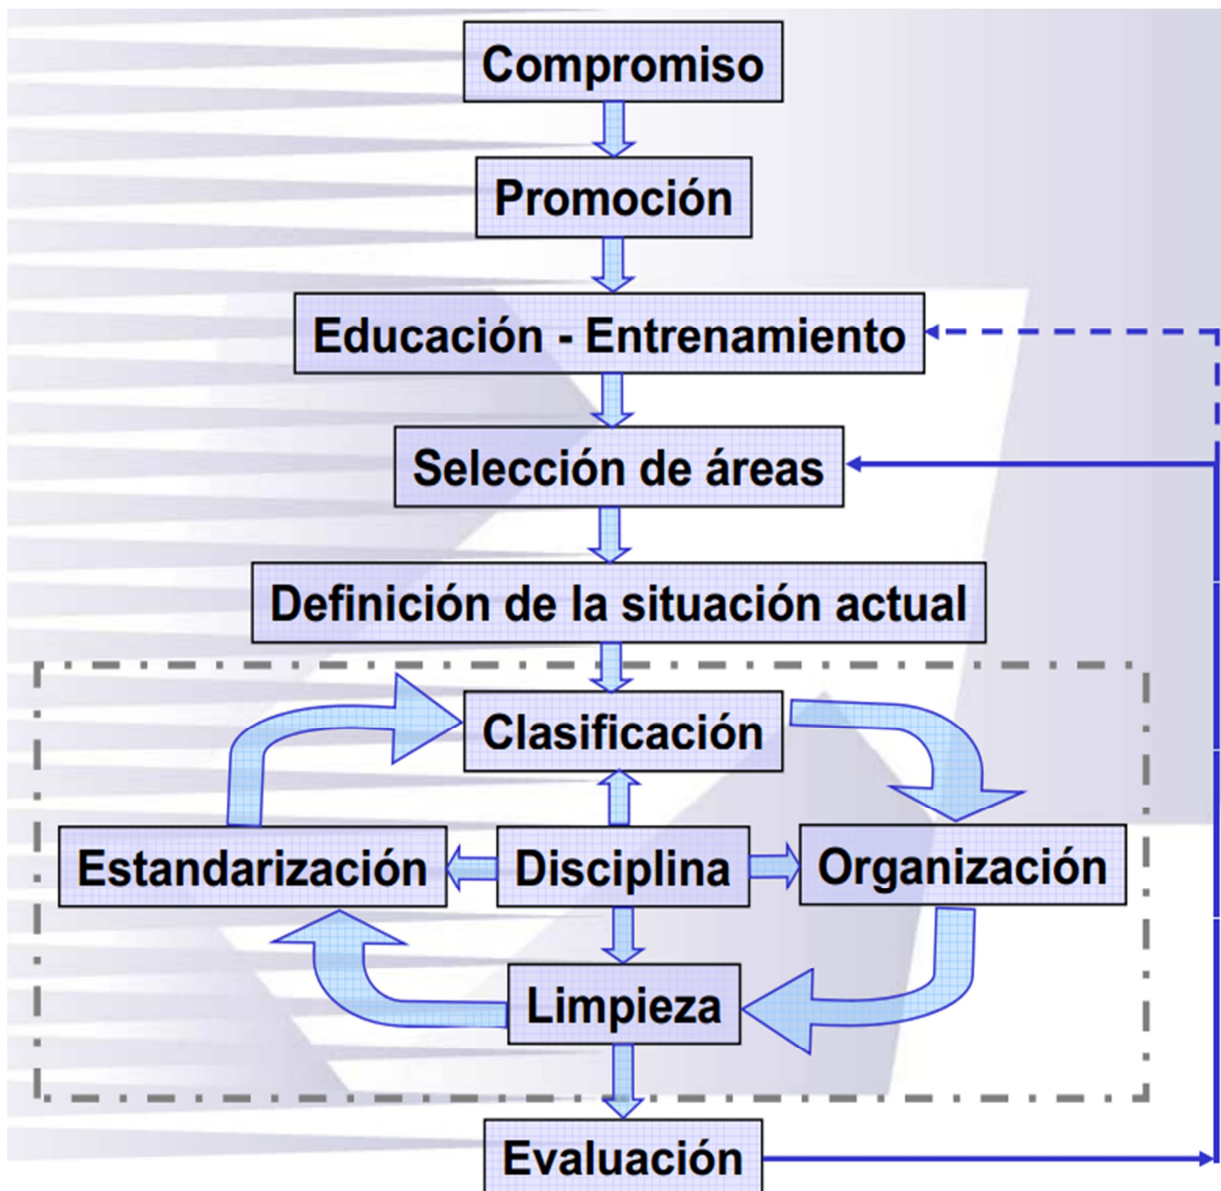 Compromiso
Promoción
Educación - Entrenamiento
Selección de áreas
Definición de la situación actual
Clasificación
Estandarización
Disciplina
Organización
Limpieza
Evaluación